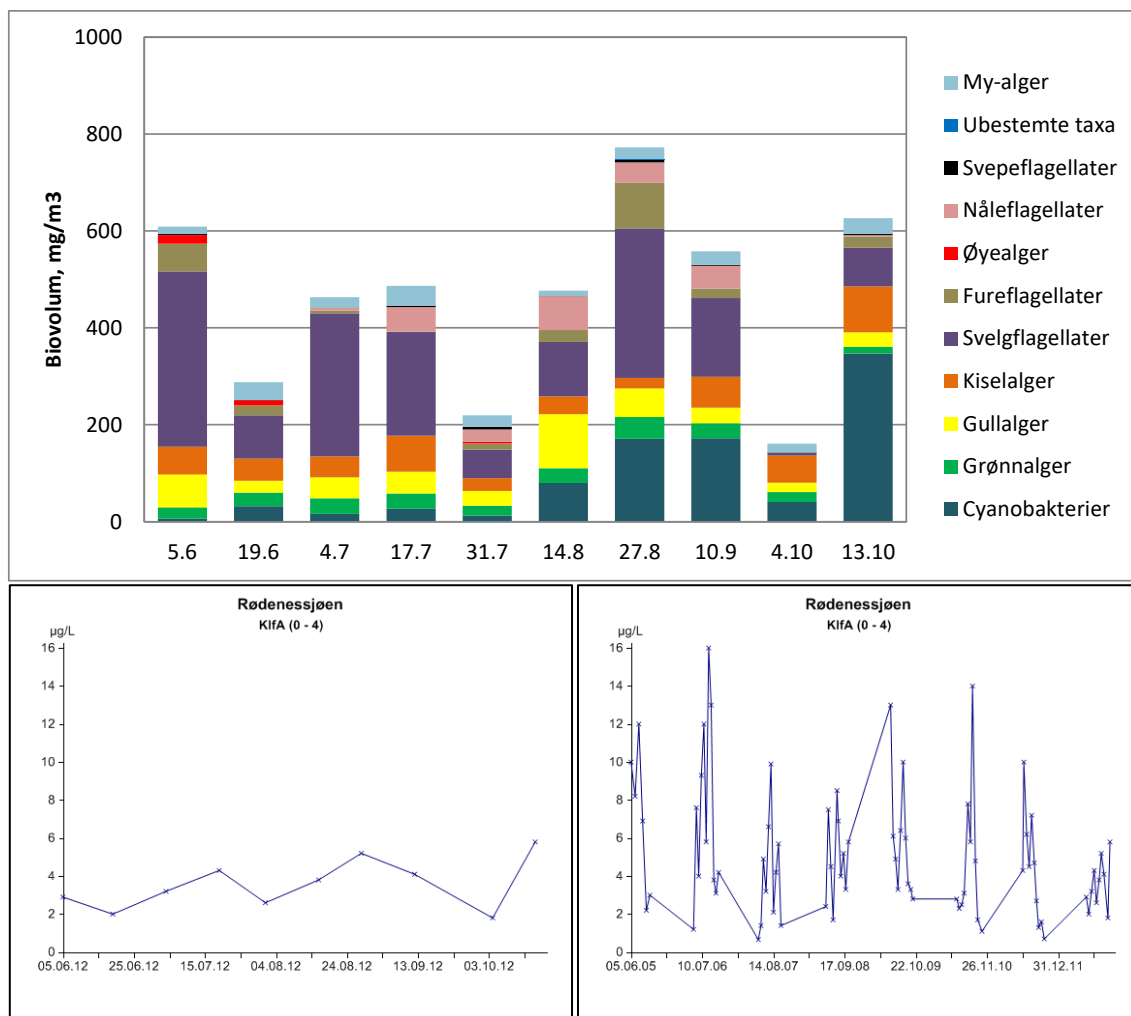 Biovolum, mg/m3
1000
800
600
400
200
0
5.6 19.6 4.7 17.7 31.7 14.8 27.8 10.9 4.10 13.10
My-alger
Ubestemte taxa
Svepeflagellater
Nåleflagellater
Øyealger
Fureflagellater
Svelgflagellater
Kiselalger
Gullalger
Grønnalger
Cyanobakterier
Rødenessjøen
KlfA (0 - 4)
µg/L
16
14
12
10
8
6
4
2
0
05.06.12 25.06.12 15.07.12 04.08.12 24.08.12 13.09.12 03.10.12
Rødenessjøen
KlfA (0 - 4)
µg/L
16
14
12
10
8
6
4
2
0
05.06.05 10.07.06 14.08.07 17.09.08 22.10.09 26.11.10 31.12.11